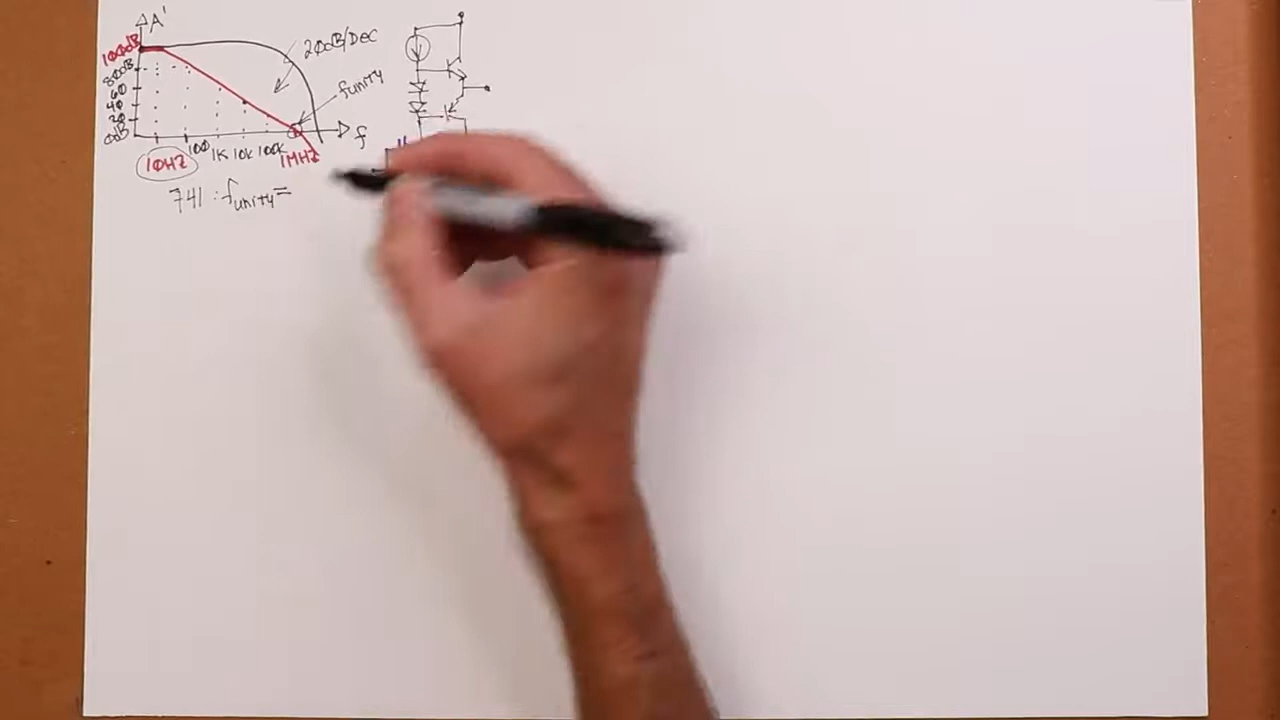 A'
100dB
80dB
60
40
20
0dB
20dB/DEC
funity
f
10HZ
100
1K
10K
100K
1MHZ
741 : funity =